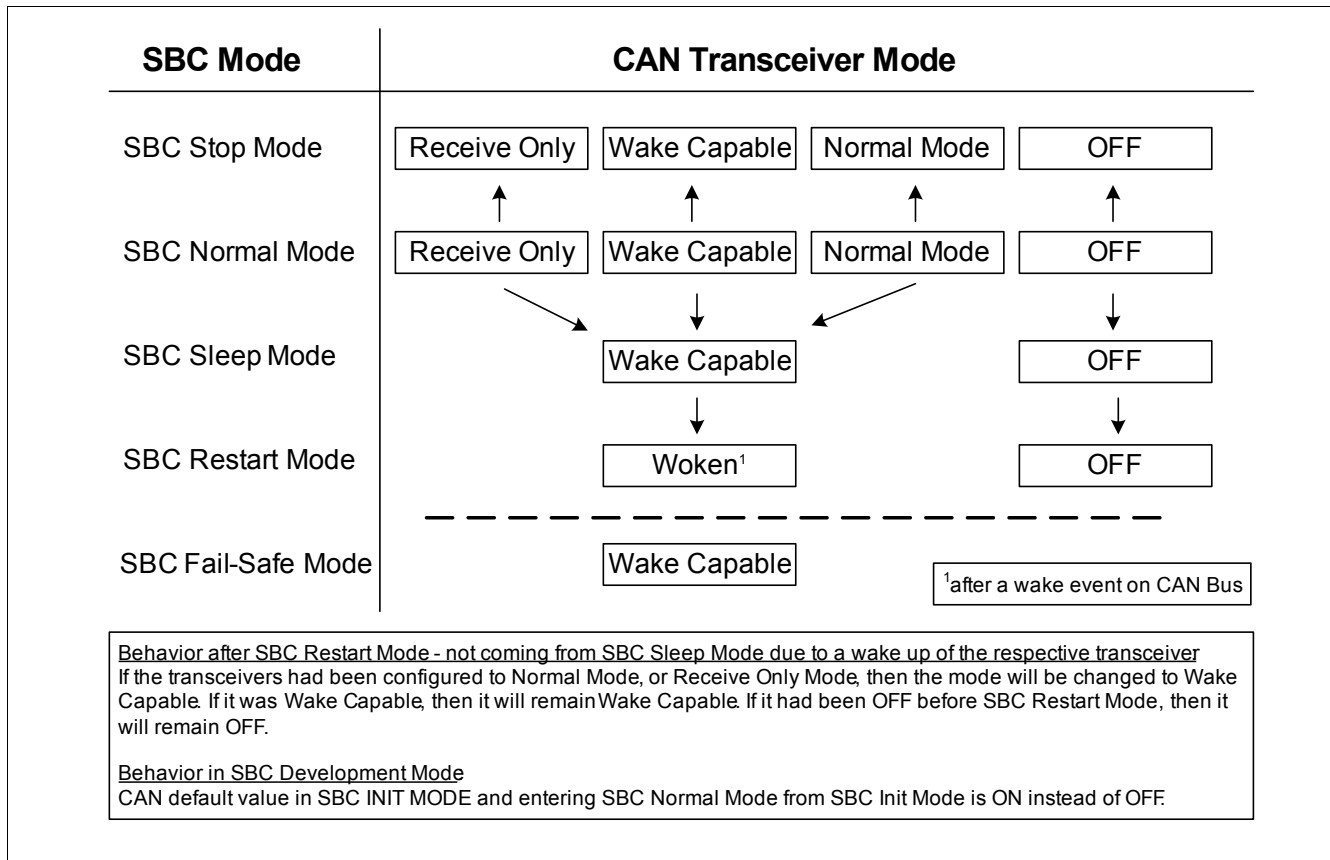 SBC Mode CAN Transceiver Mode
SBC Stop Mode Receive Only Wake Capable Normal Mode OFF
SBC Normal Mode Receive Only Wake Capable Normal Mode OFF
SBC Sleep Mode Wake Capable OFF
SBC Restart Mode Woken¹ OFF
SBC Fail-Safe Mode Wake Capable
¹after a wake event on CAN Bus
Behavior after SBC Restart Mode - not coming from SBC Sleep Mode due to a wake up of the respective transceiver
If the transceivers had been configured to Normal Mode, or Receive Only Mode, then the mode will be changed to Wake
Capable. If it was Wake Capable, then it will remain Wake Capable. If it had been OFF before SBC Restart Mode, then it
will remain OFF.
Behavior in SBC Development Mode
CAN default value in SBC INIT MODE and entering SBC Normal Mode from SBC Init Mode is ON instead of OFF.